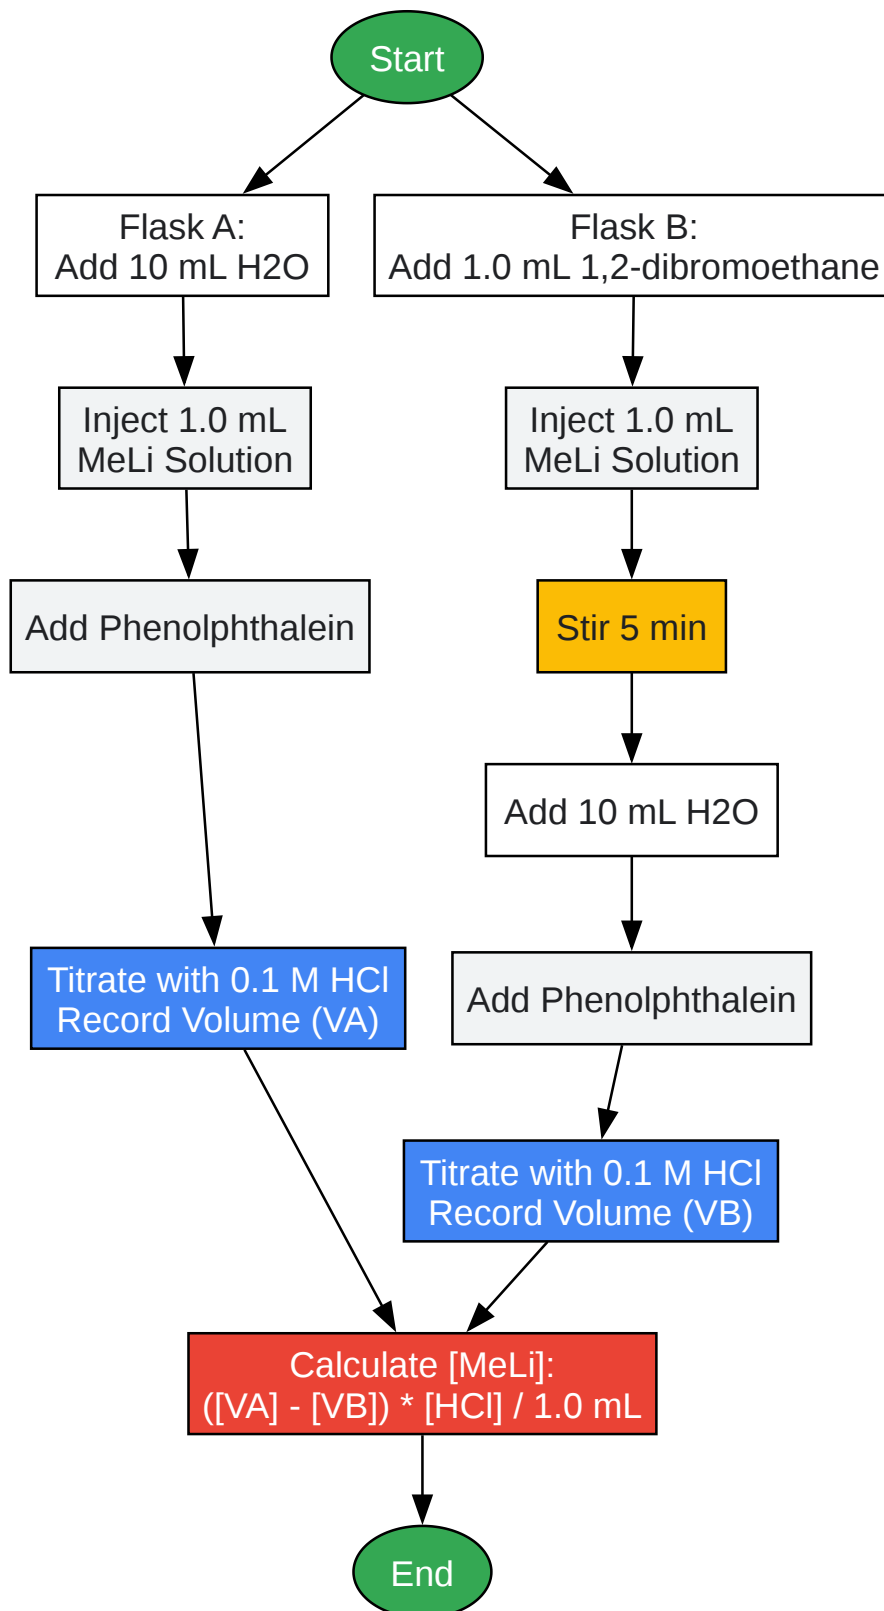 Start
Flask A:
Add 10 mL H2O
Flask B:
Add 1.0 mL 1,2-dibromoethane
Inject 1.0 mL
MeLi Solution
Inject 1.0 mL
MeLi Solution
Add Phenolphthalein
Stir 5 min
Add 10 mL H2O
Titrate with 0.1 M HCl
Record Volume (VA)
Add Phenolphthalein
Titrate with 0.1 M HCl
Record Volume (VB)
Calculate [MeLi]:
([VA] - [VB]) * [HCl] / 1.0 mL
End